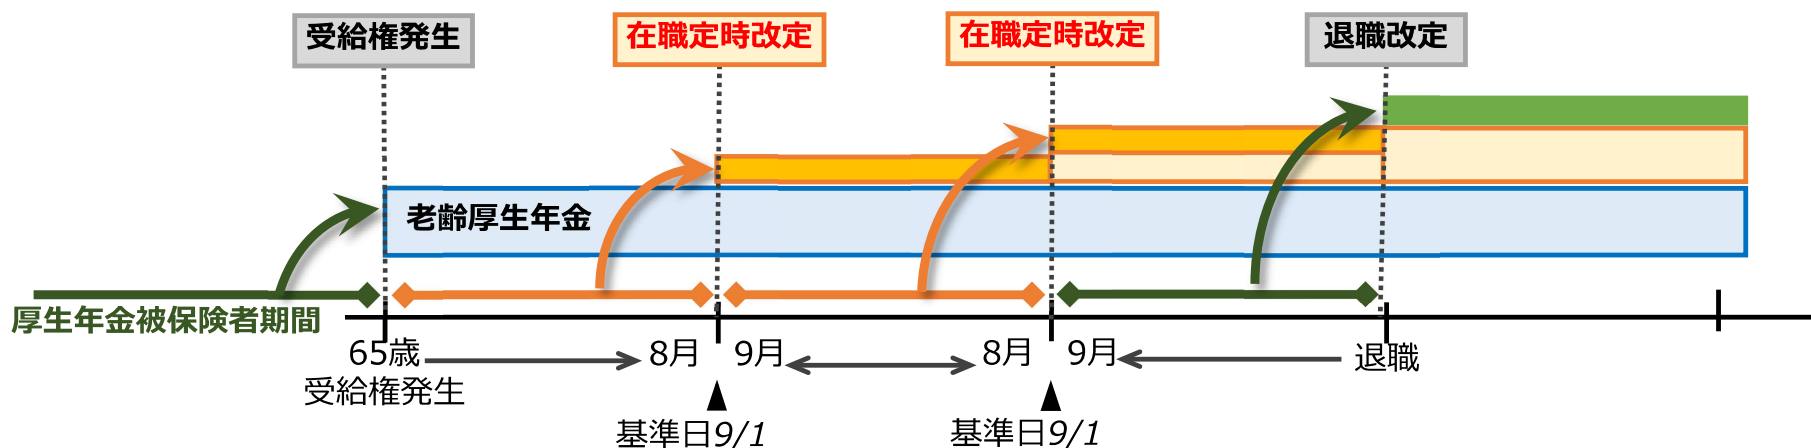 受給権発生
在職定時改定
在職定時改定
退職改定
老齢厚生年金
厚生年金被保険者期間
65歳
受給権発生
8月
9月
8月
9月
退職
基準日9/1
基準日9/1